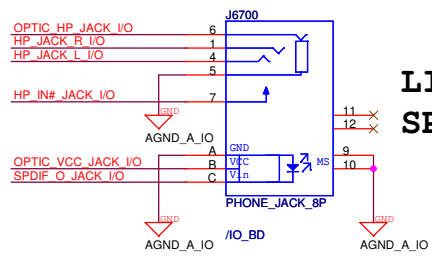 J6700
OPTIC_HP_JACK_I/O 6
HP_JACK_R_I/O 1
HP_JACK_L_I/O 4
5
HP_IN#_JACK_I/O 7
GND
AGND_A_IO
11
12
LI
SP
A GND
OPTIC_VCC_JACK_I/O B VCC
SPDIF_O_JACK_I/O C Vin
MS 9
10
PHONE_JACK_8P
GND
AGND_A_IO
/IO_BD
GND
AGND_A_IO